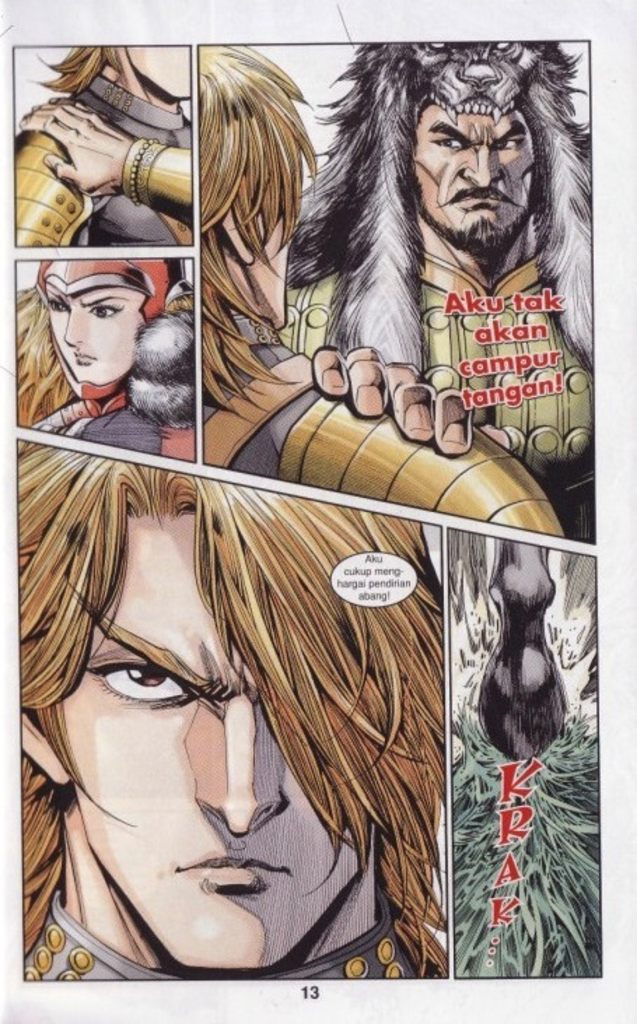 Aku tak
akan
campur
tangan!
Aku
cukup meng-
hargai pendirian
abang!
KRAK...
13